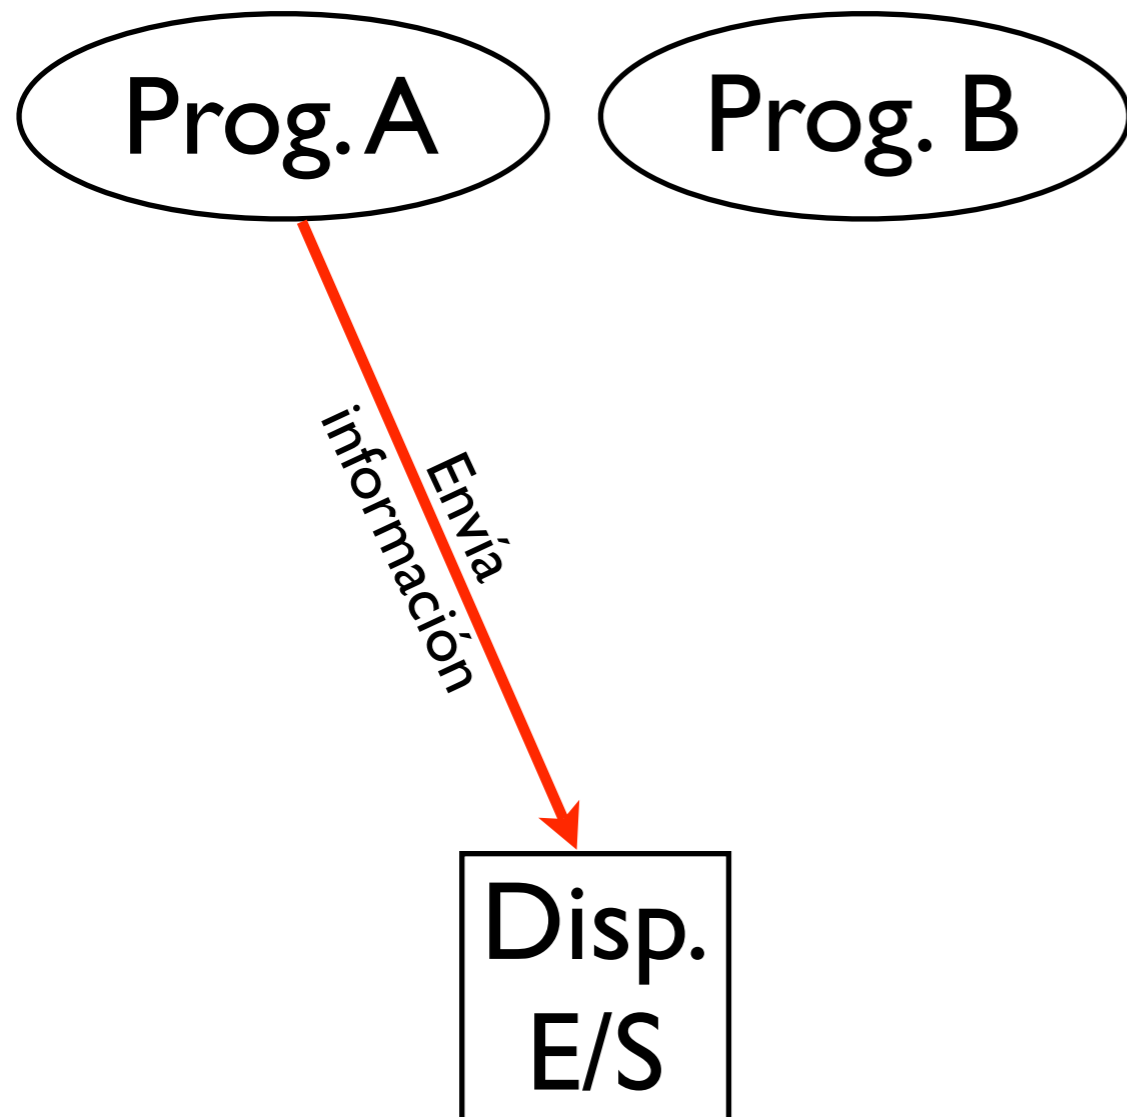 Prog. A
Prog. B
Envía
información
Disp.
E/S